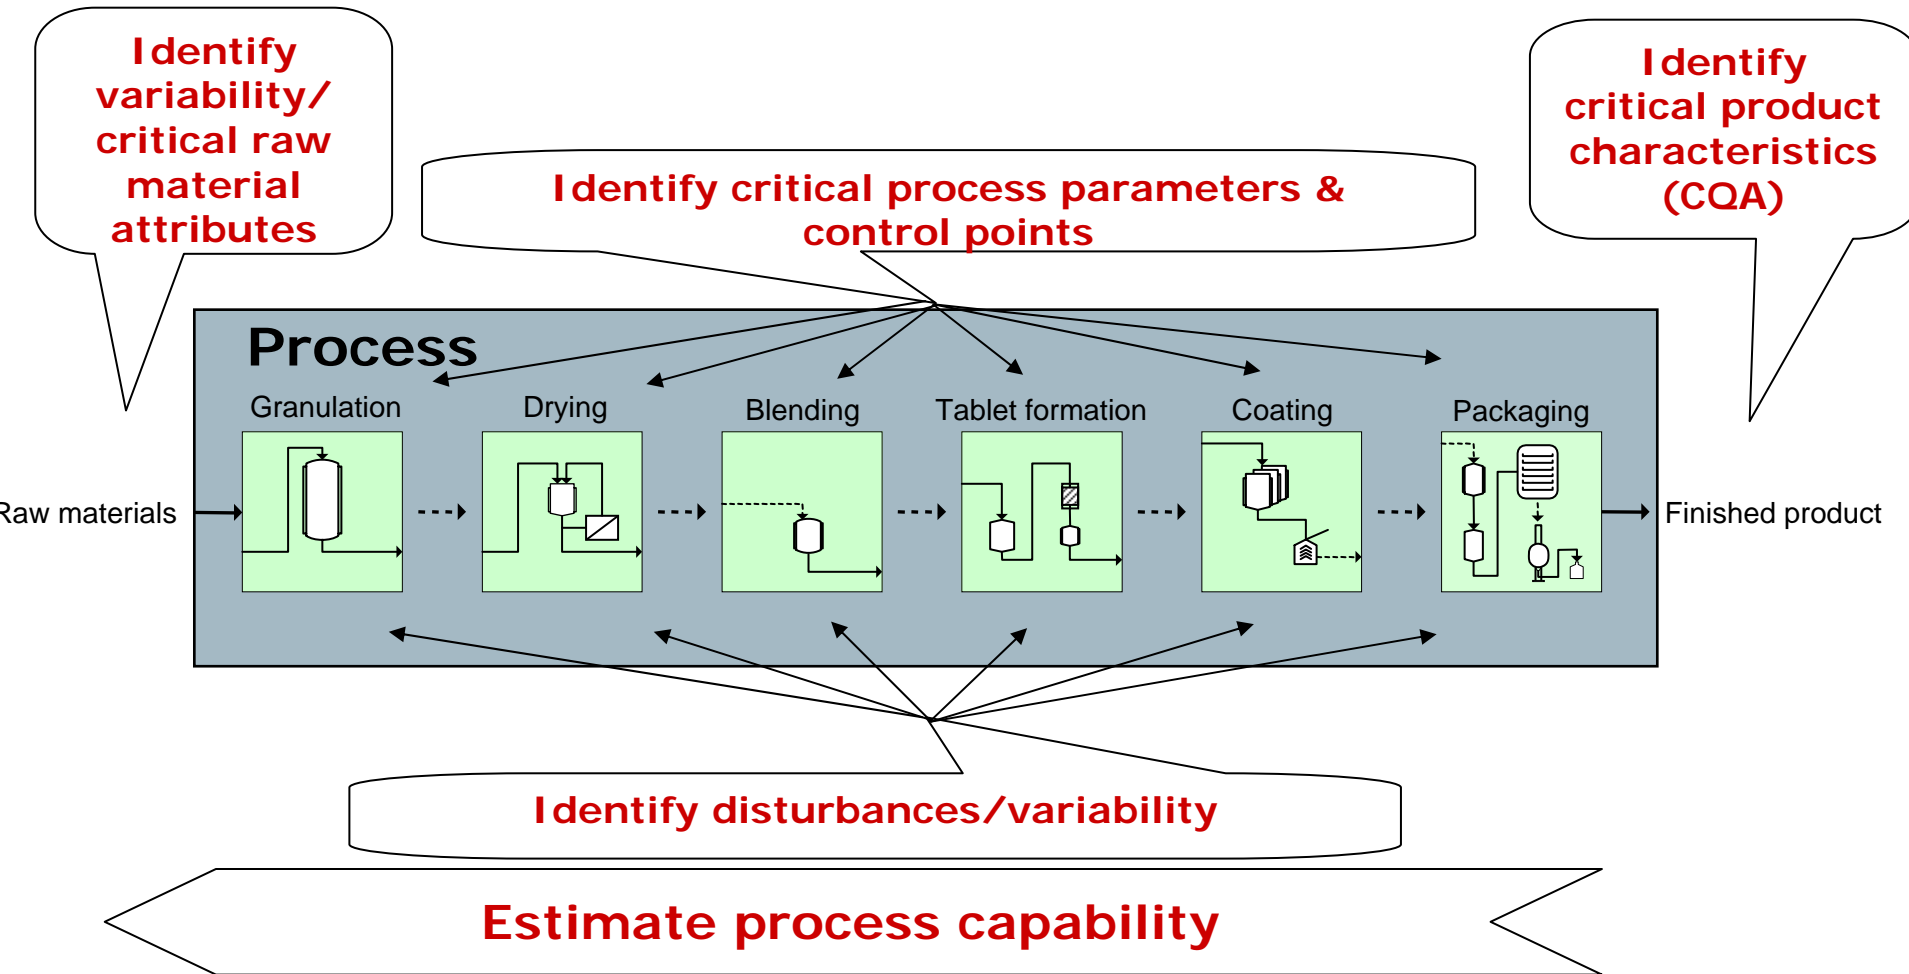 Identify
variability/
critical raw
material
attributes
Identify
critical product
characteristics
(CQA)
Identify critical process parameters &
control points
Process
Granulation
Drying
Blending
Tablet formation
Coating
Packaging
Raw materials
Finished product
Identify disturbances/variability
Estimate process capability